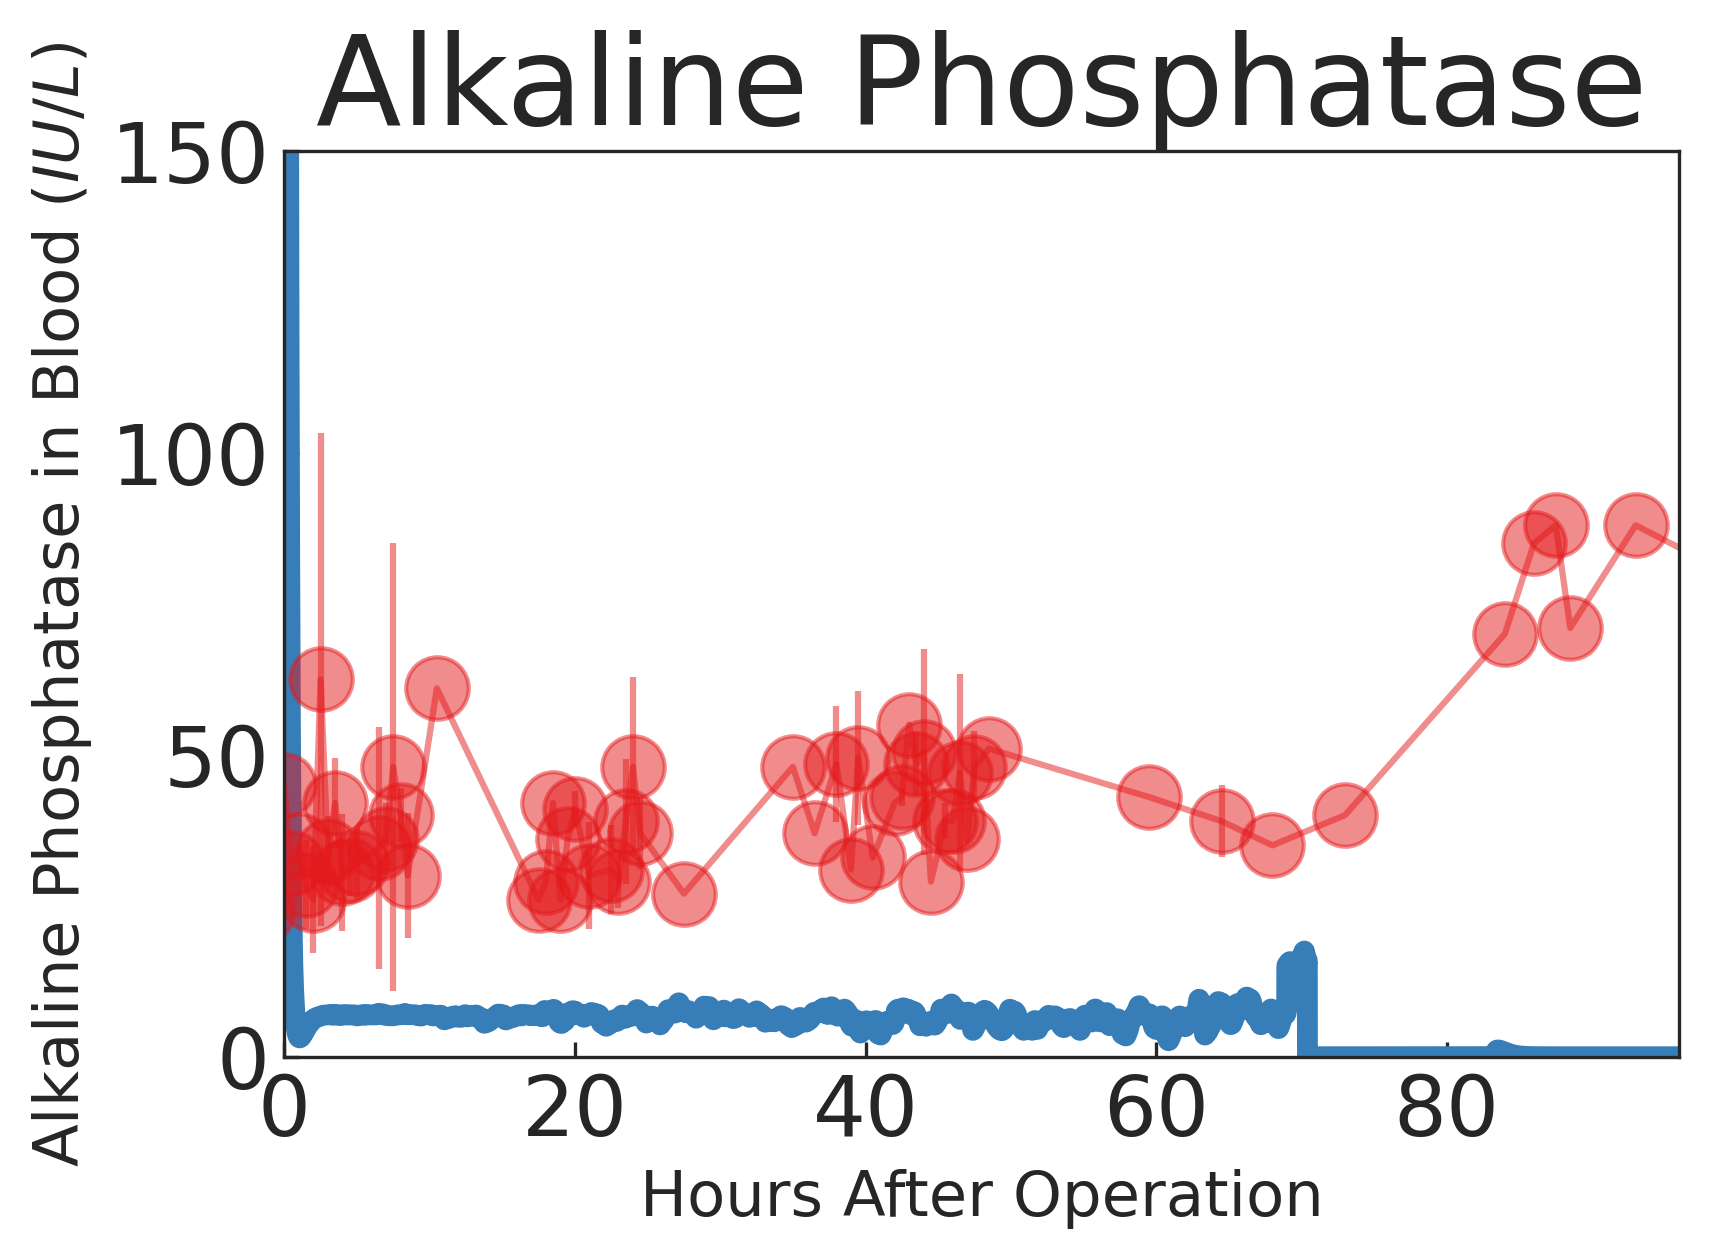 Alkaline Phosphatase
Alkaline Phosphatase in Blood (IU/L)
150
100
50
0
0 20 40 60 80
Hours After Operation